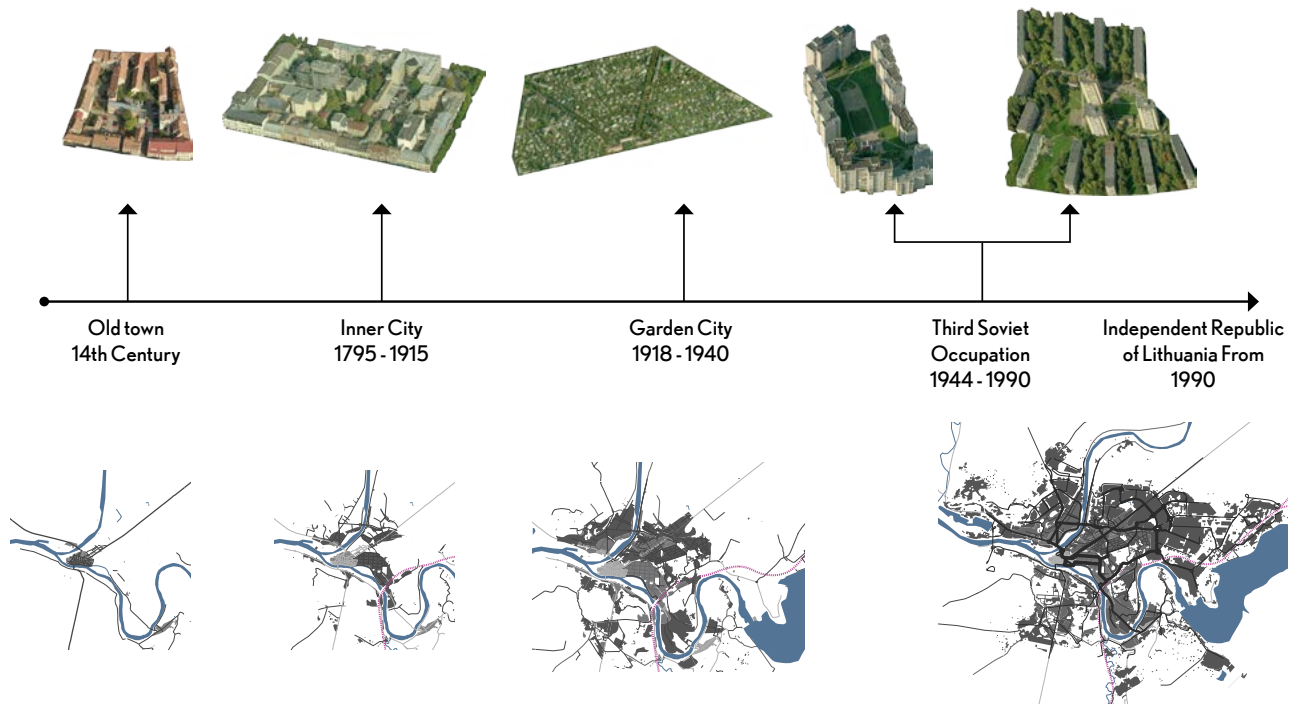 Old town
14th Century
Inner City
1795 - 1915
Garden City
1918 - 1940
Third Soviet
Occupation
1944 - 1990
Independent Republic
of Lithuania From
1990